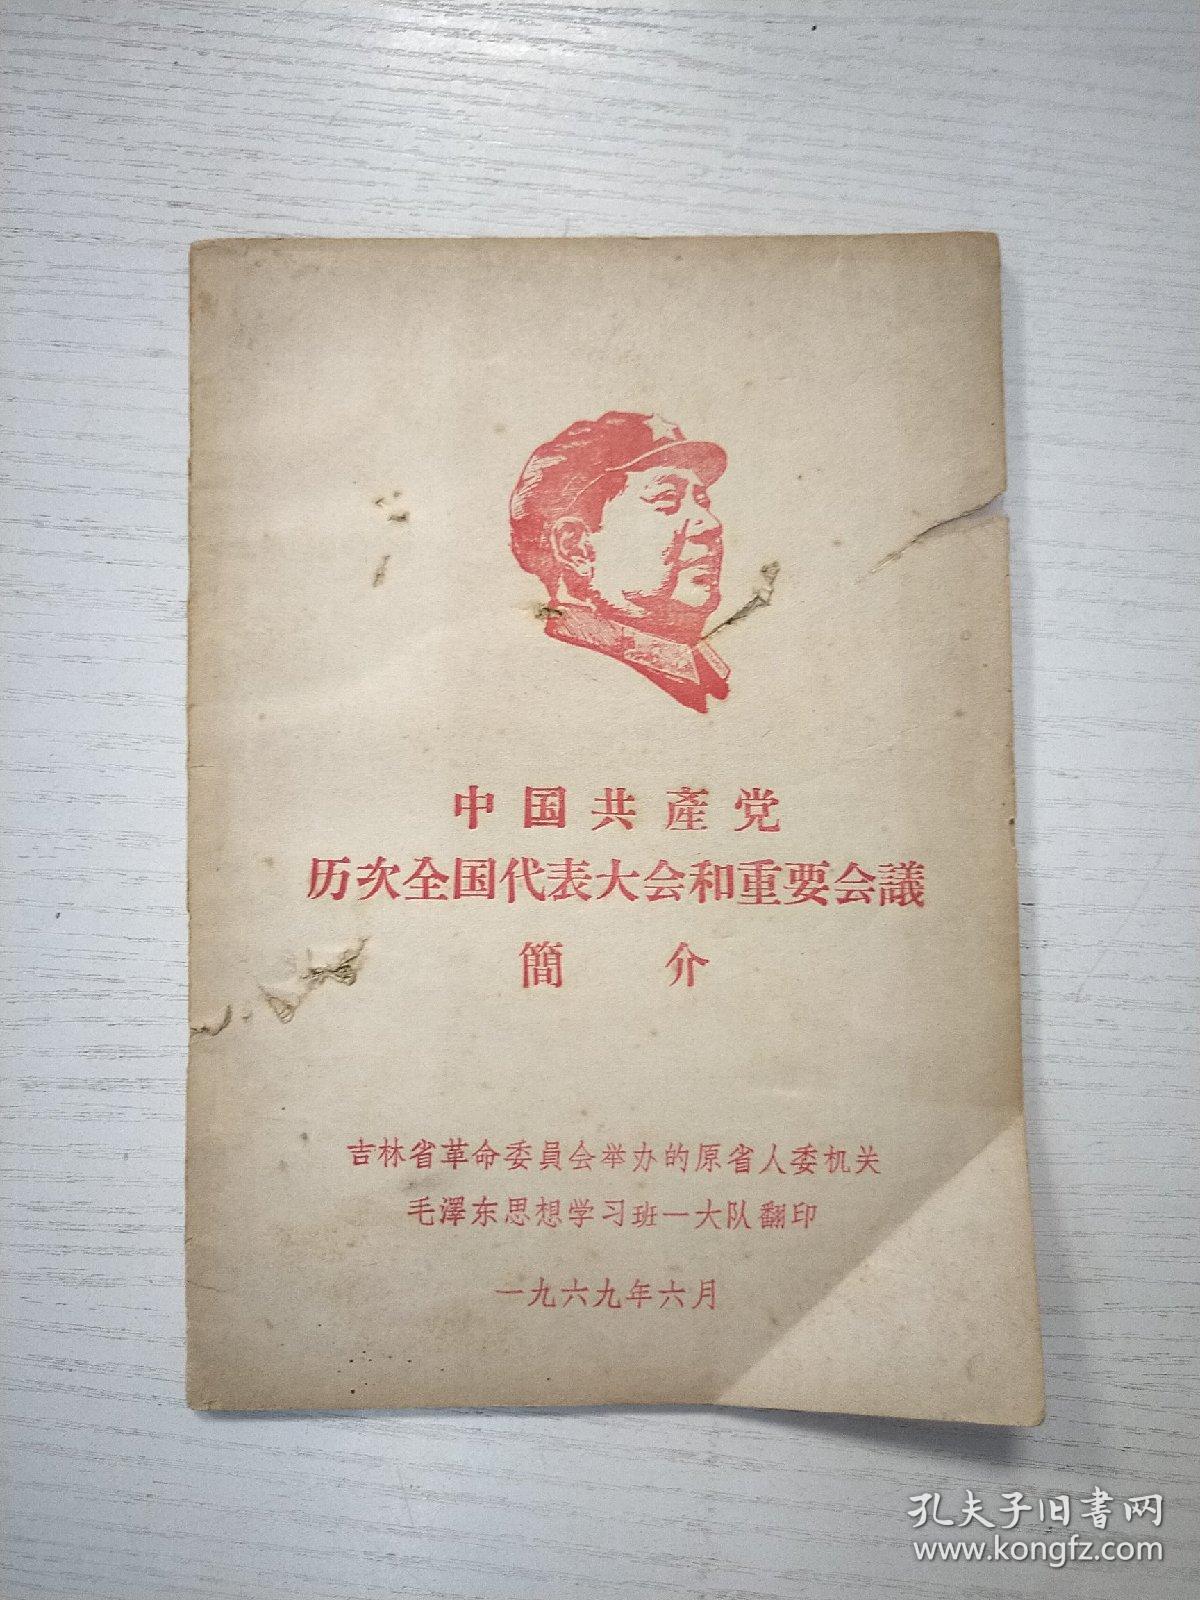 中国共產党
历次全国代表大会和重要会議
簡介
吉林省革命委員会举办的原省人委机关
毛澤东思想学习班一大队翻印
一九六九年六月
孔夫子旧書网
www.kongfz.com